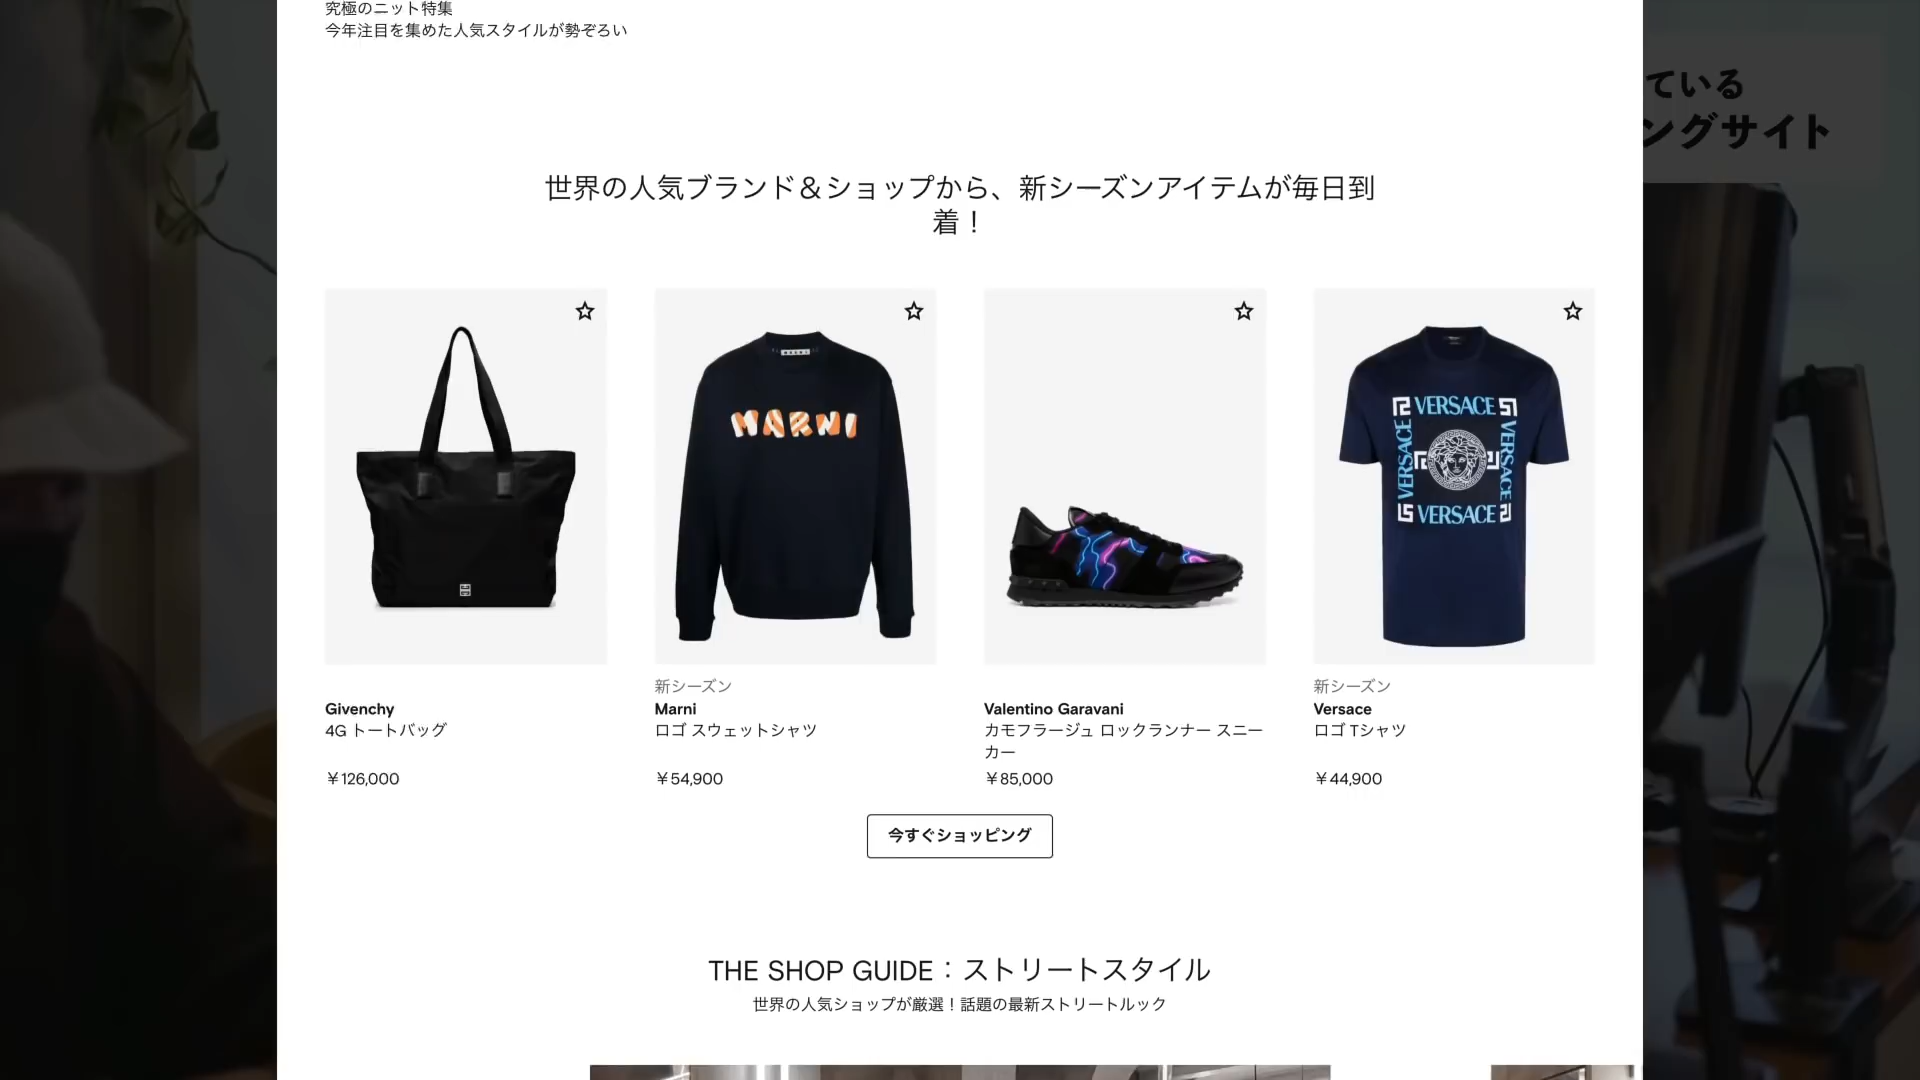 究極のニット特集
今年注目を集めた人気スタイルが勢ぞろい
ている
ングサイト
世界の人気ブランド＆ショップから、新シーズンアイテムが毎日到
着！
MARNI
VERSACE
VERSACE
VERSACE
VERSACE
Givenchy
4G トートバッグ
￥126,000
新シーズン
Marni
ロゴ スウェットシャツ
￥54,900
Valentino Garavani
カモフラージュ ロックランナー スニー
カー
￥85,000
新シーズン
Versace
ロゴ Tシャツ
￥44,900
今すぐショッピング
THE SHOP GUIDE：ストリートスタイル
世界の人気ショップが厳選！話題の最新ストリートルック